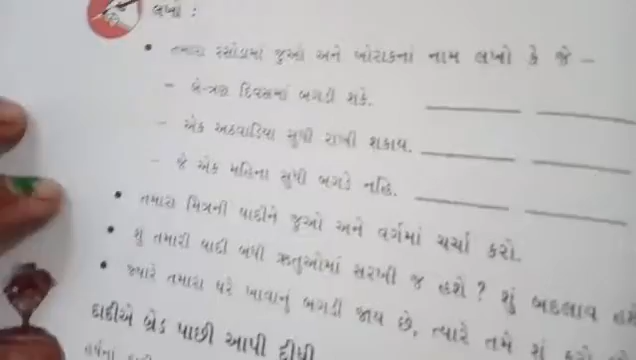 લખો :
• તમારા રસોડામાં જુઓ અને ખોરાકનાં નામ લખો કે જે –
– બે-ત્રણ દિવસમાં બગડી શકે.
– એક અઠવાડિયા સુધી રાખી શકાય.
– જે એક મહિના સુધી બગડે નહિ.
• તમારા મિત્રની યાદીને જુઓ અને વર્ગમાં ચર્ચા કરો.
• શું તમારી યાદી બધી ઋતુઓમાં સરખી જ હશે ? શું બદલાવ
• જ્યારે તમારા ઘરે ખાવાનું બગડી જાય છે, ત્યારે તમે શું
દાદીએ બ્રેડ પાછી આપી દીધી